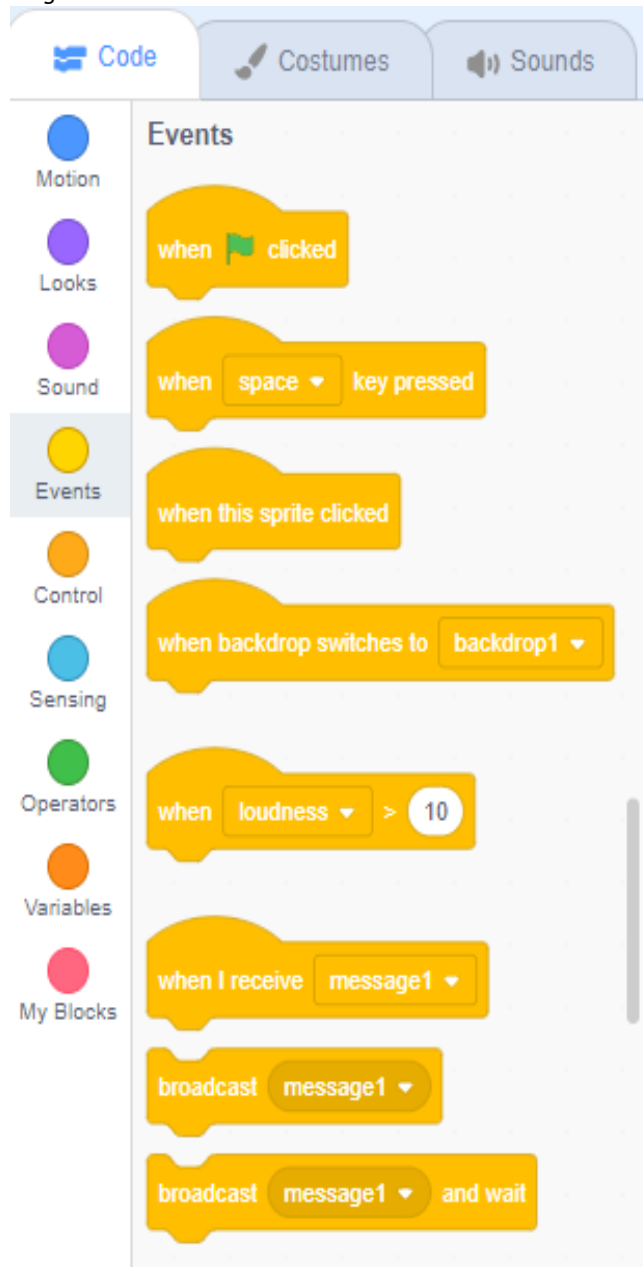 Code
Costumes
Sounds
Motion
Looks
Sound
Events
Control
Sensing
Operators
Variables
My Blocks
Events
when clicked
when space key pressed
when this sprite clicked
when backdrop switches to backdrop1
when loudness > 10
when I receive message1
broadcast message1
broadcast message1 and wait